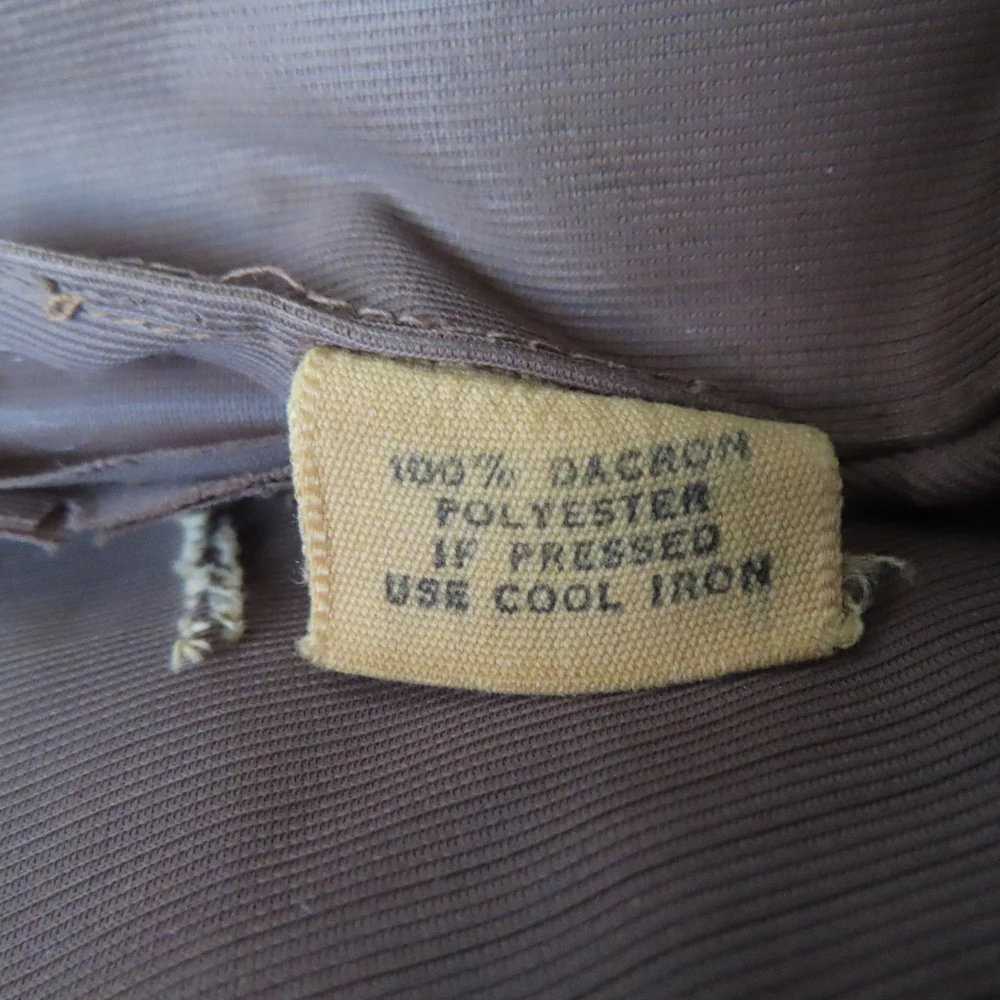 100% DACRON
POLYESTER
IF PRESSED
USE COOL IRON